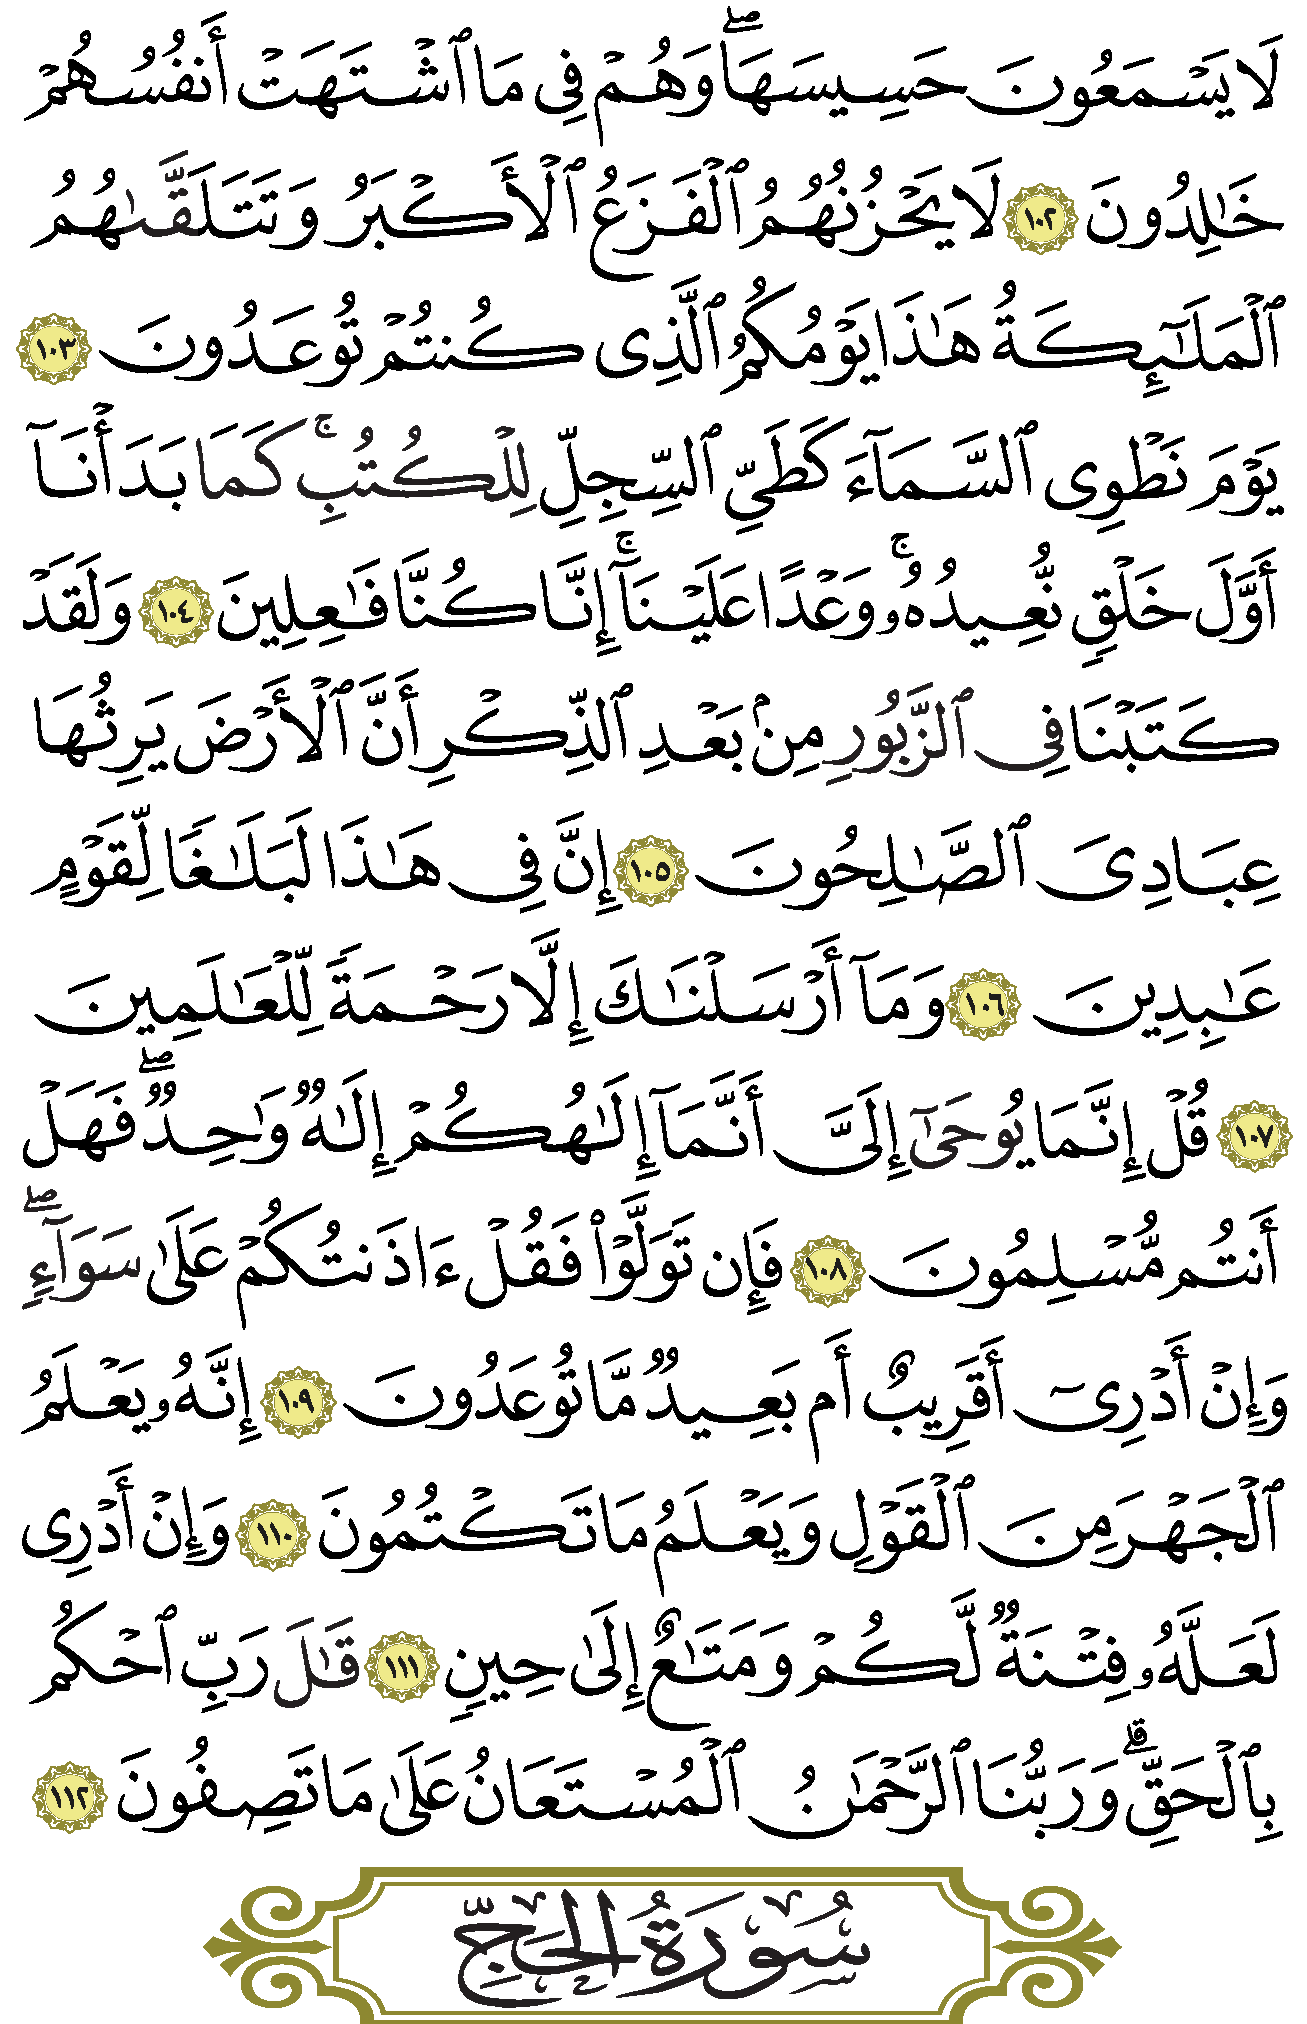 لَا يَسْمَعُونَ حَسِيسَهَا ۖ وَهُمْ فِي مَا ٱشْتَهَتْ أَنفُسُهُمْ
خَٰلِدُونَ ١٠٢ لَا يَحْزُنُهُمُ ٱلْفَزَعُ ٱلْأَكْبَرُ وَتَتَلَقَّىٰهُمُ
ٱلْمَلَٰٓئِكَةُ هَٰذَا يَوْمُكُمُ ٱلَّذِى كُنتُمْ تُوعَدُونَ ١٠٣
يَوْمَ نَطْوِى ٱلسَّمَآءَ كَطَىِّ ٱلسِّجِلِّ لِلْكُتُبِ ۚ كَمَا بَدَأْنَآ
أَوَّلَ خَلْقٍ نُّعِيدُهُۥ ۚ وَعْدًا عَلَيْنَآ ۚ إِنَّا كُنَّا فَٰعِلِينَ ١٠٤ وَلَقَدْ
كَتَبْنَا فِى ٱلزَّبُورِ مِنۢ بَعْدِ ٱلذِّكْرِ أَنَّ ٱلْأَرْضَ يَرِثُهَا
عِبَادِىَ ٱلصَّٰلِحُونَ ١٠٥ إِنَّ فِى هَٰذَا لَبَلَٰغًا لِّقَوْمٍ
عَٰبِدِينَ ١٠٦ وَمَآ أَرْسَلْنَٰكَ إِلَّا رَحْمَةً لِّلْعَٰلَمِينَ
١٠٧ قُلْ إِنَّمَا يُوحَىٰٓ إِلَىَّ أَنَّمَآ إِلَٰهُكُمْ إِلَٰهٌ وَٰحِدٌ ۖ فَهَلْ
أَنتُم مُّسْلِمُونَ ١٠٨ فَإِن تَوَلَّوْا۟ فَقُلْ ءَاذَنتُكُمْ عَلَىٰ سَوَآءٍ ۖ
وَإِنْ أَدْرِىٓ أَقَرِيبٌ أَم بَعِيدٌ مَّا تُوعَدُونَ ١٠٩ إِنَّهُۥ يَعْلَمُ
ٱلْجَهْرَ مِنَ ٱلْقَوْلِ وَيَعْلَمُ مَا تَكْتُمُونَ ١١٠ وَإِنْ أَدْرِى
لَعَلَّهُۥ فِتْنَةٌ لَّكُمْ وَمَتَٰعٌ إِلَىٰ حِينٍ ١١١ قَٰلَ رَبِّ ٱحْكُم
بِٱلْحَقِّ ۗ وَرَبُّنَا ٱلرَّحْمَٰنُ ٱلْمُسْتَعَانُ عَلَىٰ مَا تَصِفُونَ ١١٢
سُورَةُ الْحَجِّ